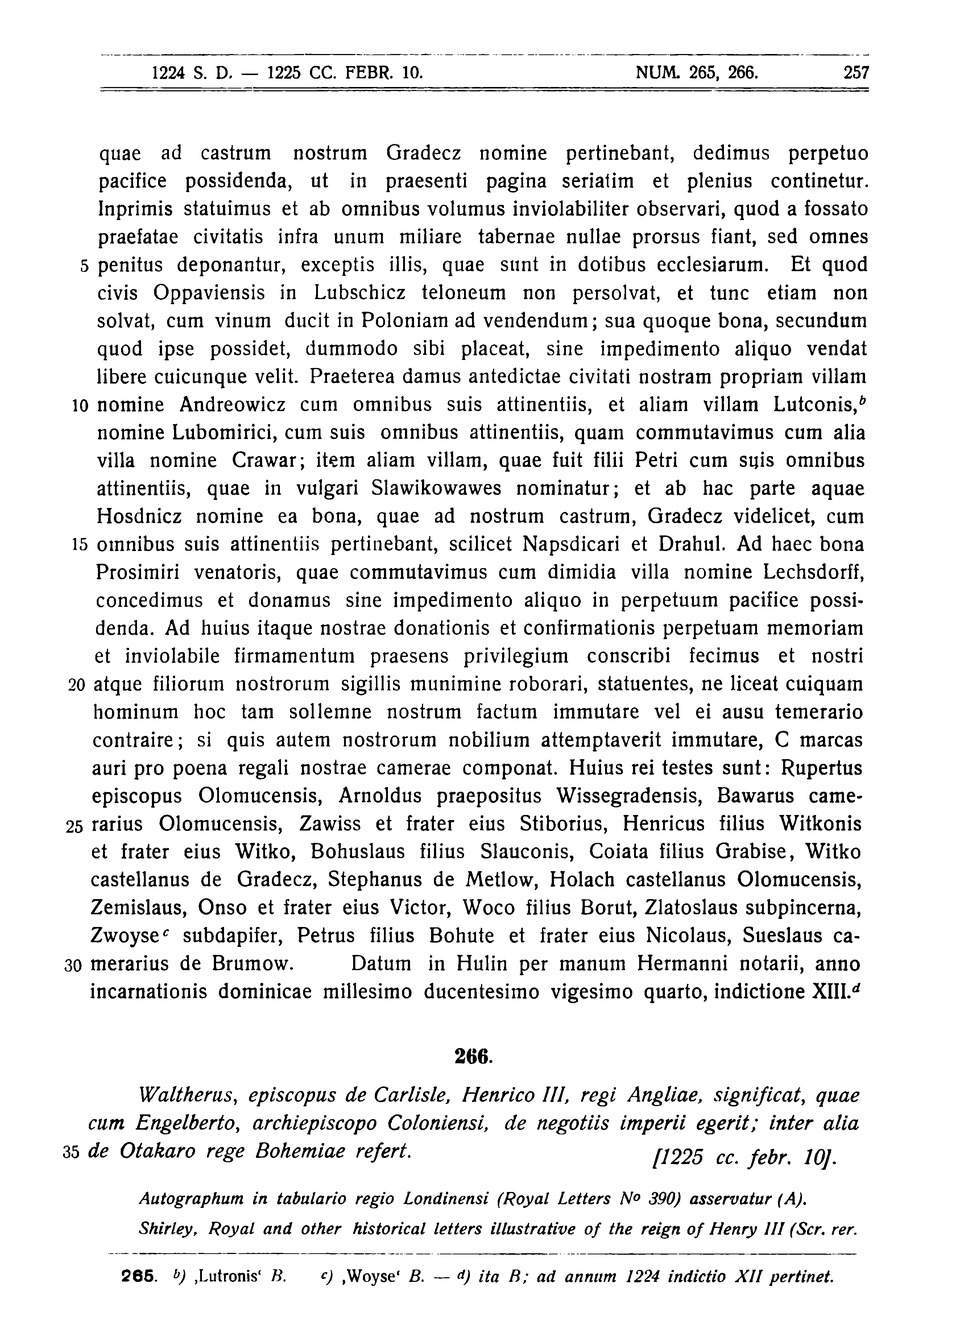 1224 S. D. — 1225 CC. FEBR. 10. NUM. 265, 266. 257
quae ad castrum nostrum Gradecz nomine pertinebant, dedimus perpetuo
pacifice possidenda, ut in praesenti pagina seriatim et plenius continetur.
Inprimis statuimus et ab omnibus volumus inviolabiliter observari, quod a fossato
praefatae civitatis infra unum miliare tabernae nullae prorsus fiant, sed omnes
5 penitus deponantur, exceptis illis, quae sunt in dotibus ecclesiarum. Et quod
civis Oppaviensis in Lubschicz teloneum non persolvat, et tunc etiam non
solvat, cum vinum ducit in Poloniam ad vendendum; sua quoque bona, secundum
quod ipse possidet, dummodo sibi placeat, sine impedimento aliquo vendat
libere cuicunque velit. Praeterea damus antedictae civitati nostram propriam villam
10 nomine Andreowicz cum omnibus suis attinentiis, et aliam villam Lutconis,ᵇ
nomine Lubomirici, cum suis omnibus attinentiis, quam commutavimus cum alia
villa nomine Crawar; item aliam villam, quae fuit filii Petri cum suis omnibus
attinentiis, quae in vulgari Slawikowawes nominatur; et ab hac parte aquae
Hosdnicz nomine ea bona, quae ad nostrum castrum, Gradecz videlicet, cum
15 omnibus suis attinentiis pertinebant, scilicet Napsdicari et Drahul. Ad haec bona
Prosimiri venatoris, quae commutavimus cum dimidia villa nomine Lechsdorff,
concedimus et donamus sine impedimento aliquo in perpetuum pacifice possi-
denda. Ad huius itaque nostrae donationis et confirmationis perpetuam memoriam
et inviolabile firmamentum praesens privilegium conscribi fecimus et nostri
20 atque filiorum nostrorum sigillis munimine roborari, statuentes, ne liceat cuiquam
hominum hoc tam sollemne nostrum factum immutare vel ei ausu temerario
contraire; si quis autem nostrorum nobilium attemptaverit immutare, C marcas
auri pro poena regali nostrae camerae componat. Huius rei testes sunt: Rupertus
episcopus Olomucensis, Arnoldus praepositus Wissegradensis, Bawarus came-
25 rarius Olomucensis, Zawiss et frater eius Stiborius, Henricus filius Witkonis
et frater eius Witko, Bohuslaus filius Slauconis, Coiata filius Grabise, Witko
castellanus de Gradecz, Stephanus de Metlow, Holach castellanus Olomucensis,
Zemislaus, Onso et frater eius Victor, Woco filius Borut, Zlatoslaus subpincerna,
Zwoyseᶜ subdapifer, Petrus filius Bohute et frater eius Nicolaus, Sueslaus ca-
30 merarius de Brumow. Datum in Hulin per manum Hermanni notarii, anno
incarnationis dominicae millesimo ducentesimo vigesimo quarto, indictione XIII.ᵈ
266.
Waltherus, episcopus de Carlisle, Henrico III, regi Angliae, significat, quae
cum Engelberto, archiepiscopo Coloniensi, de negotiis imperii egerit; inter alia
35 de Otakaro rege Bohemiae refert. [1225 cc. febr. 10].
Autographum in tabulario regio Londinensi (Royal Letters Nº 390) asservatur (A).
Shirley, Royal and other historical letters illustrative of the reign of Henry III (Scr. rer.
265. ᵇ) ‚Lutronis‘ B. ᶜ) ‚Woyse‘ B. — ᵈ) ita B; ad annum 1224 indictio XII pertinet.